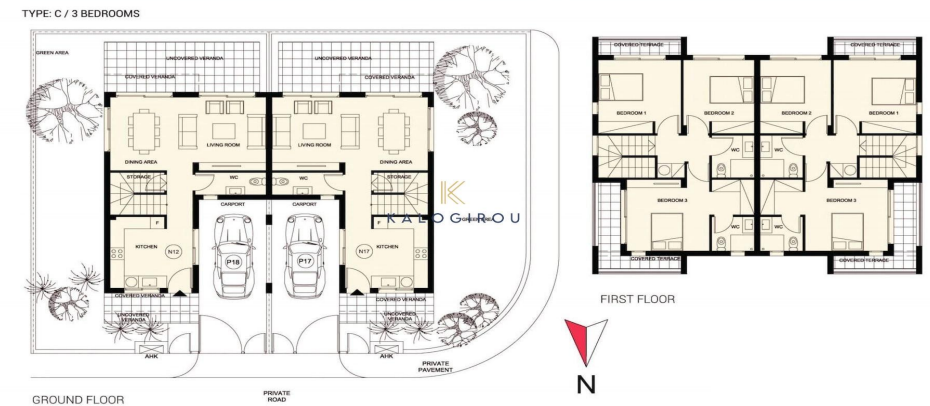 TYPE: C / 3 BEDROOMS
GREEN AREA
UNCOVERED VERANDA
UNCOVERED VERANDA
COVERED VERANDA
COVERED VERANDA
LIVING ROOM
LIVING ROOM
DINING AREA
DINING AREA
STORAGE
WC
WC
STORAGE
CARPORT
CARPORT
GREEN AREA
F
F
KITCHEN
N12
P18
P17
N17
KITCHEN
COVERED VERANDA
COVERED VERANDA
UNCOVERED
VERANDA
UNCOVERED
VERANDA
AHK
AHK
PRIVATE
PAVEMENT
PRIVATE
ROAD
GROUND FLOOR
K
KALOGIROU
COVERED TERRACE
COVERED TERRACE
BEDROOM 1
BEDROOM 2
BEDROOM 2
BEDROOM 1
WC
WC
BEDROOM 3
BEDROOM 3
WC
WC
COVERED TERRACE
COVERED TERRACE
FIRST FLOOR
N